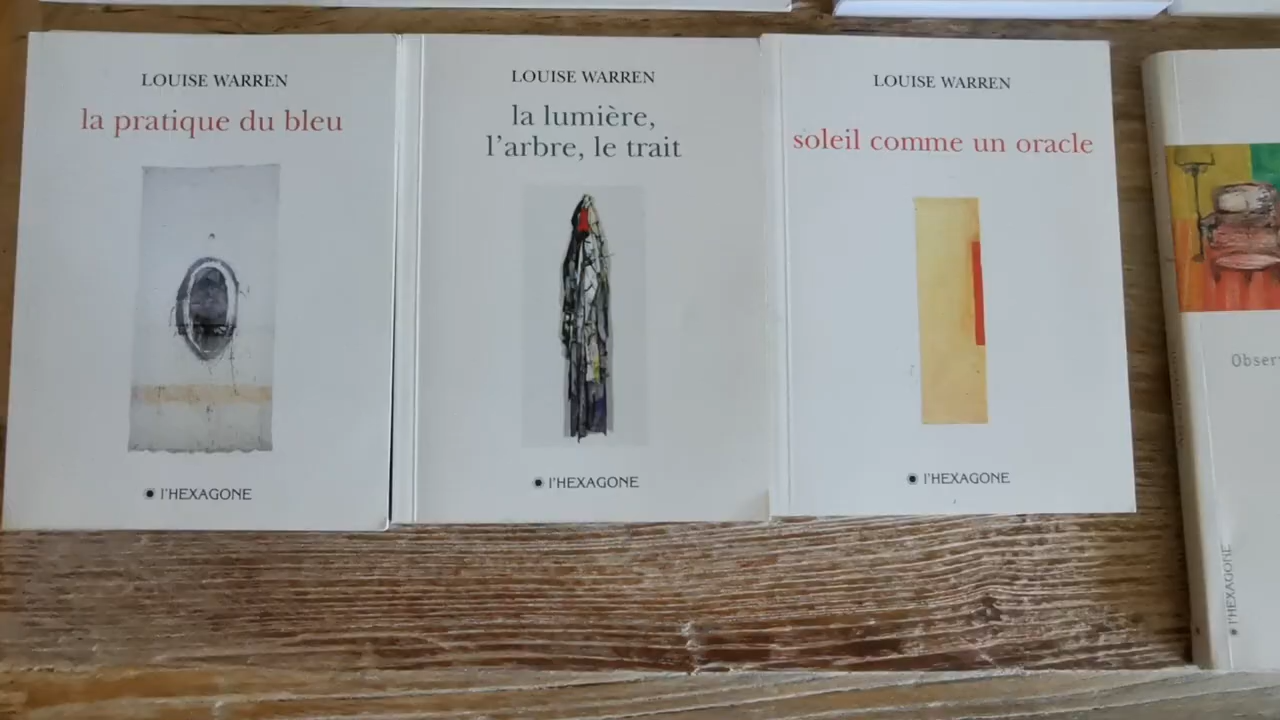 LOUISE WARREN
la pratique du bleu
l'HEXAGONE
LOUISE WARREN
la lumière,
l'arbre, le trait
l'HEXAGONE
LOUISE WARREN
soleil comme un oracle
l'HEXAGONE
Obser
l'HEXAGONE